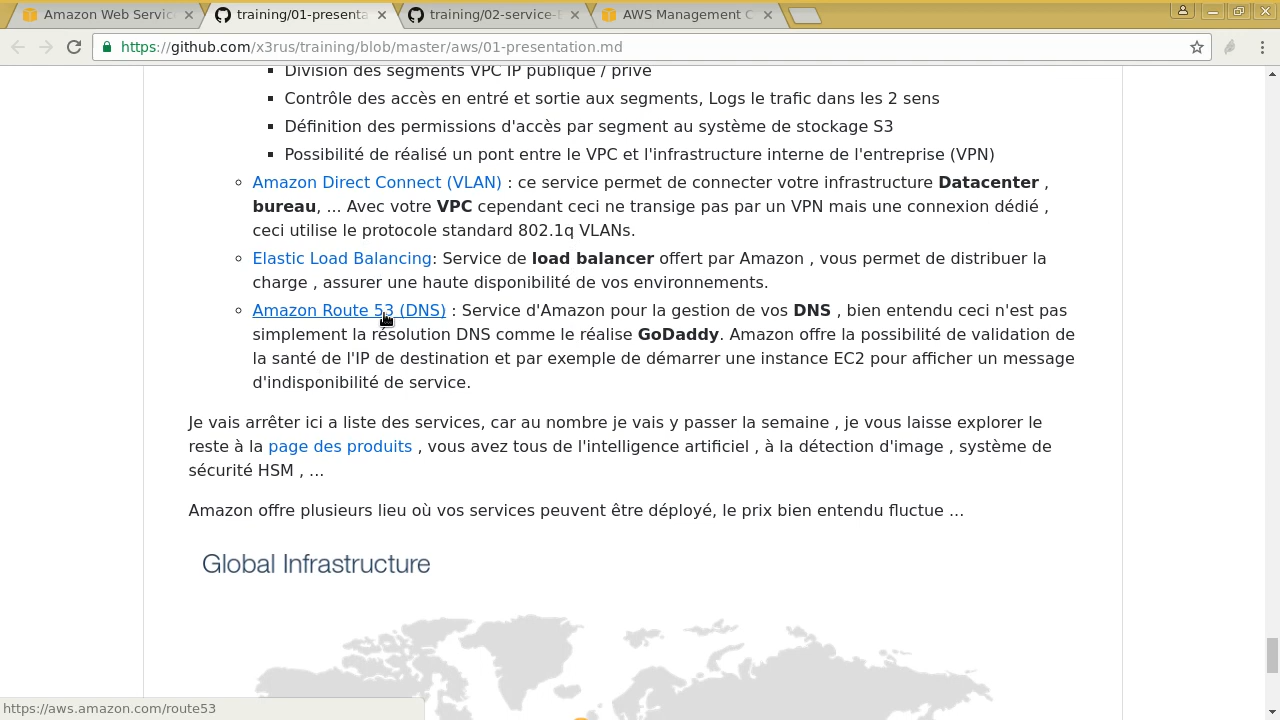 Amazon Web Servic
training/01-presenta
training/02-service-
AWS Management C
https://github.com/x3rus/training/blob/master/aws/01-presentation.md
Division des segments VPC IP publique / privé
Contrôle des accès en entré et sortie aux segments, Logs le trafic dans les 2 sens
Définition des permissions d'accès par segment au système de stockage S3
Possibilité de réalisé un pont entre le VPC et l'infrastructure interne de l'entreprise (VPN)
Amazon Direct Connect (VLAN) : ce service permet de connecter votre infrastructure Datacenter ,
bureau, ... Avec votre VPC cependant ceci ne transige pas par un VPN mais une connexion dédié ,
ceci utilise le protocole standard 802.1q VLANs.
Elastic Load Balancing: Service de load balancer offert par Amazon , vous permet de distribuer la
charge , assurer une haute disponibilité de vos environnements.
Amazon Route 53 (DNS) : Service d'Amazon pour la gestion de vos DNS , bien entendu ceci n'est pas
simplement la résolution DNS comme le réalise GoDaddy. Amazon offre la possibilité de validation de
la santé de l'IP de destination et par exemple de démarrer une instance EC2 pour afficher un message
d'indisponibilité de service.
Je vais arrêter ici a liste des services, car au nombre je vais y passer la semaine , je vous laisse explorer le
reste à la page des produits , vous avez tous de l'intelligence artificiel , à la détection d'image , système de
sécurité HSM , ...
Amazon offre plusieurs lieu où vos services peuvent être déployé, le prix bien entendu fluctue ...
Global Infrastructure
https://aws.amazon.com/route53